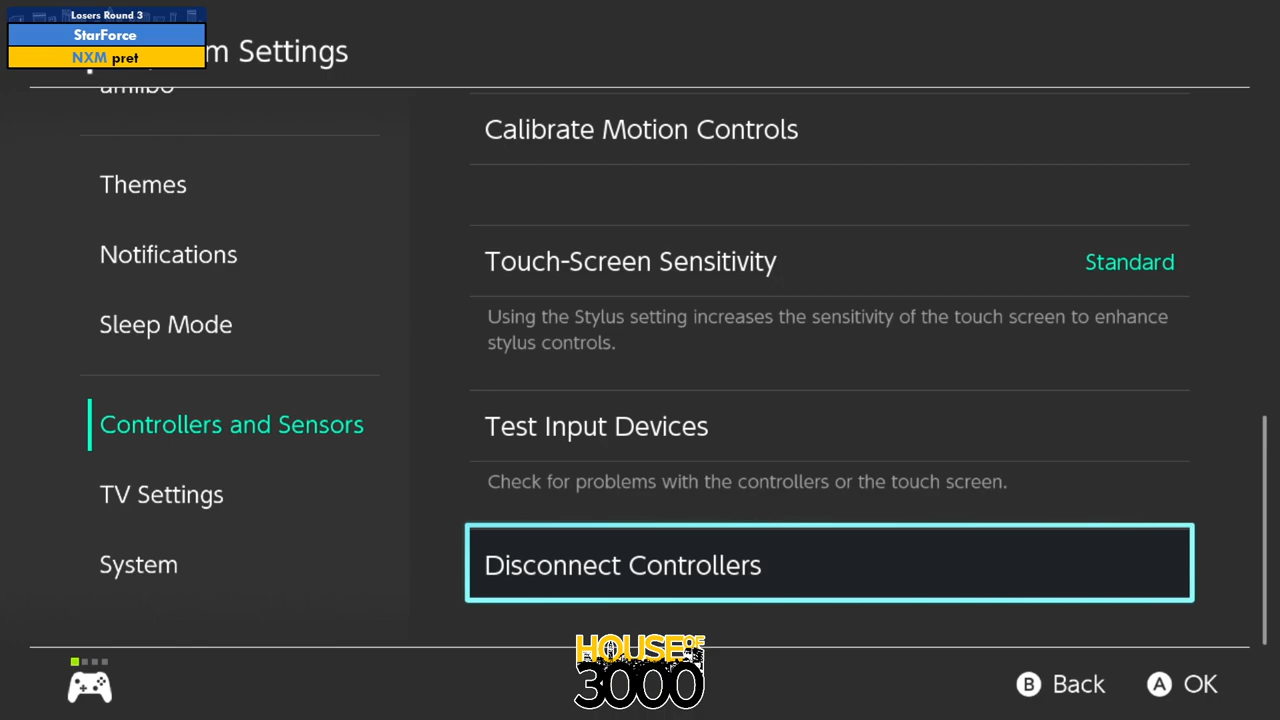 Losers Round 3
StarForce
NXM pret
m Settings
amiibo
Themes
Notifications
Sleep Mode
Controllers and Sensors
TV Settings
System
Calibrate Motion Controls
Touch-Screen Sensitivity Standard
Using the Stylus setting increases the sensitivity of the touch screen to enhance
stylus controls.
Test Input Devices
Check for problems with the controllers or the touch screen.
Disconnect Controllers
HOUSE OF
3000
B Back A OK